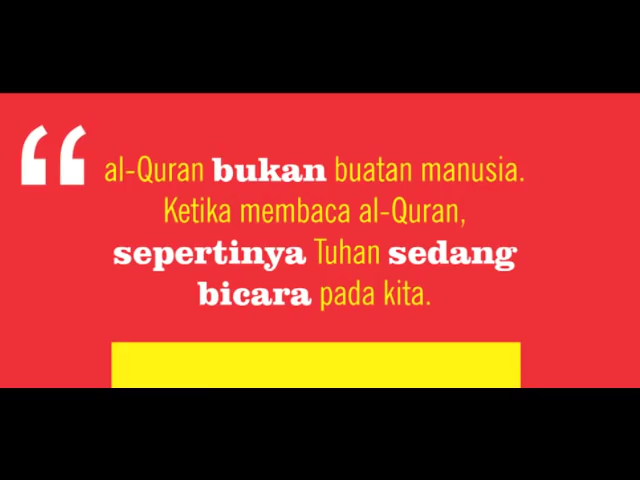 “
al-Quran bukan buatan manusia.
Ketika membaca al-Quran,
sepertinya Tuhan sedang
bicara pada kita.